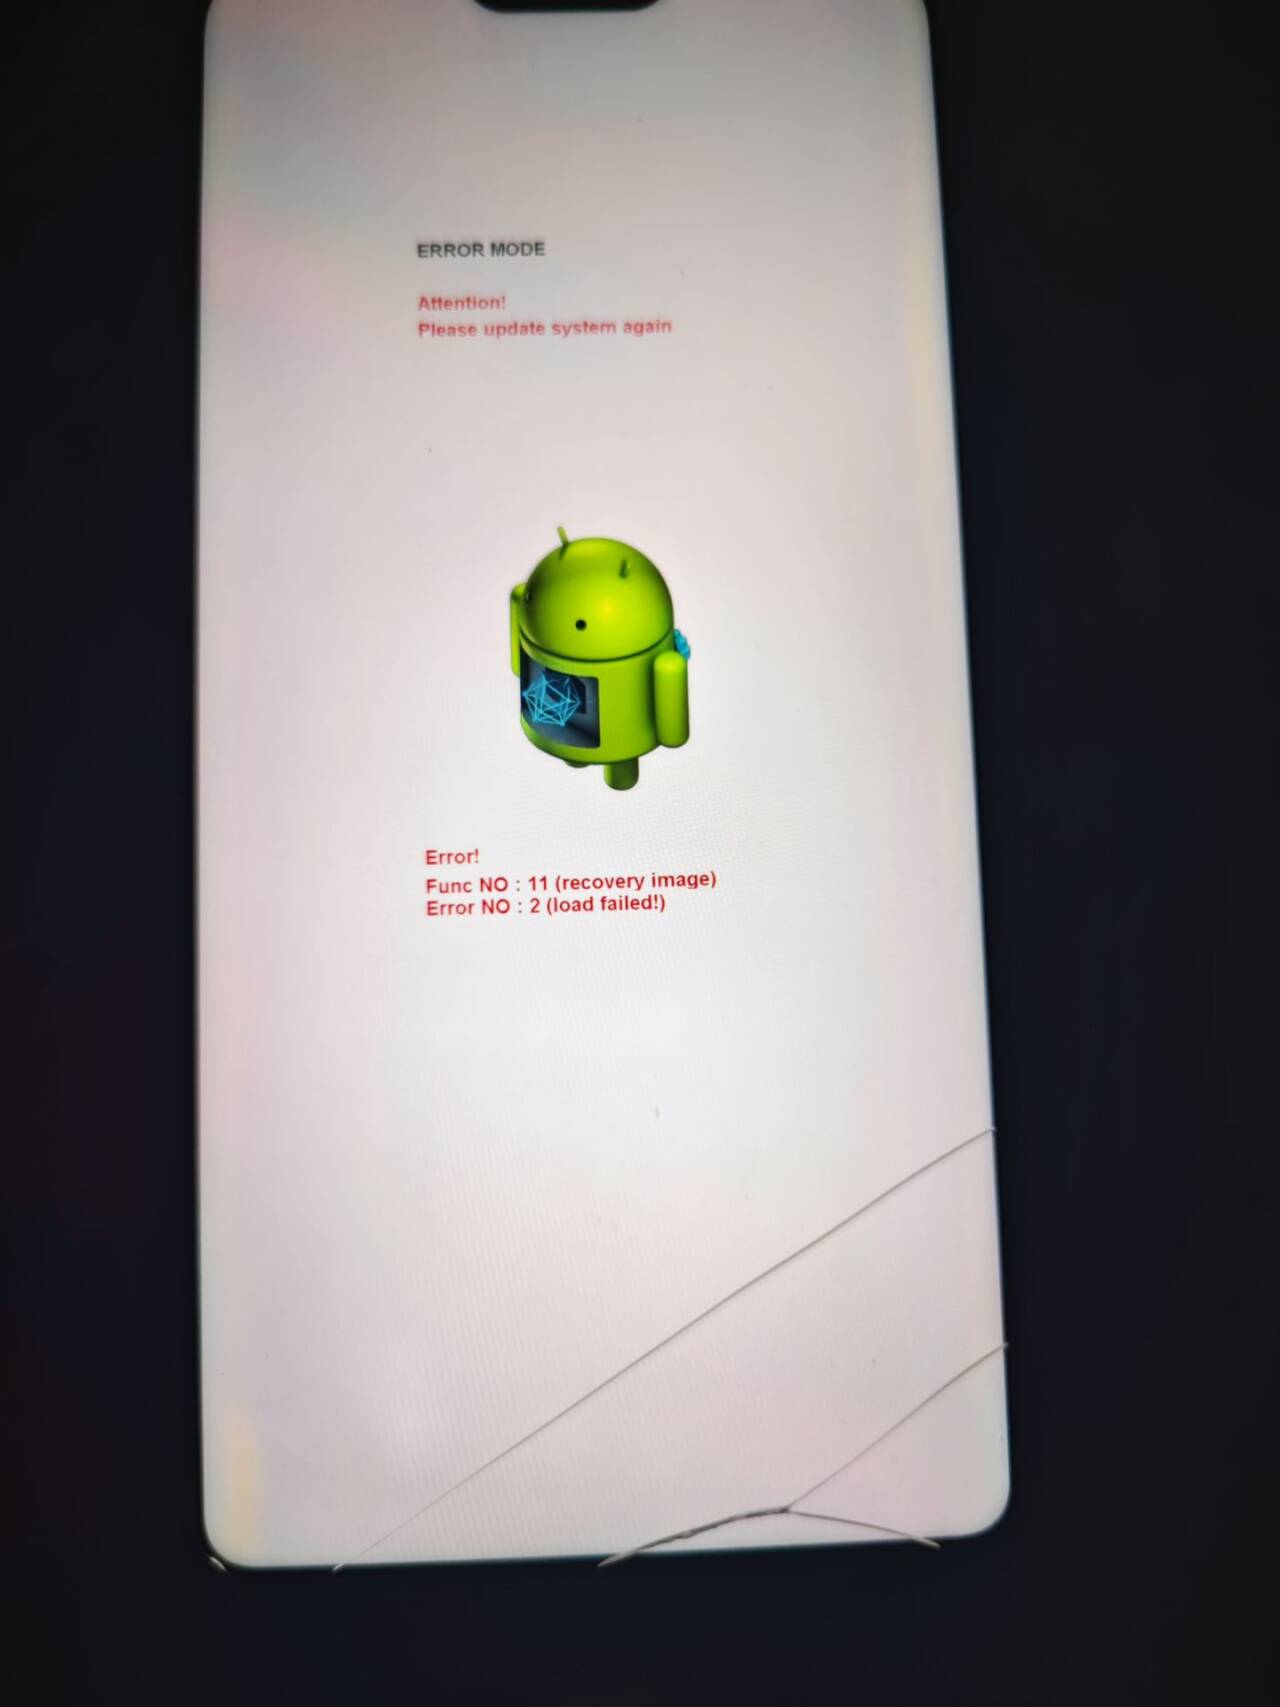 ERROR MODE
Attention!
Please update system again
Error!
Func NO : 11 (recovery image)
Error NO : 2 (load failed!)